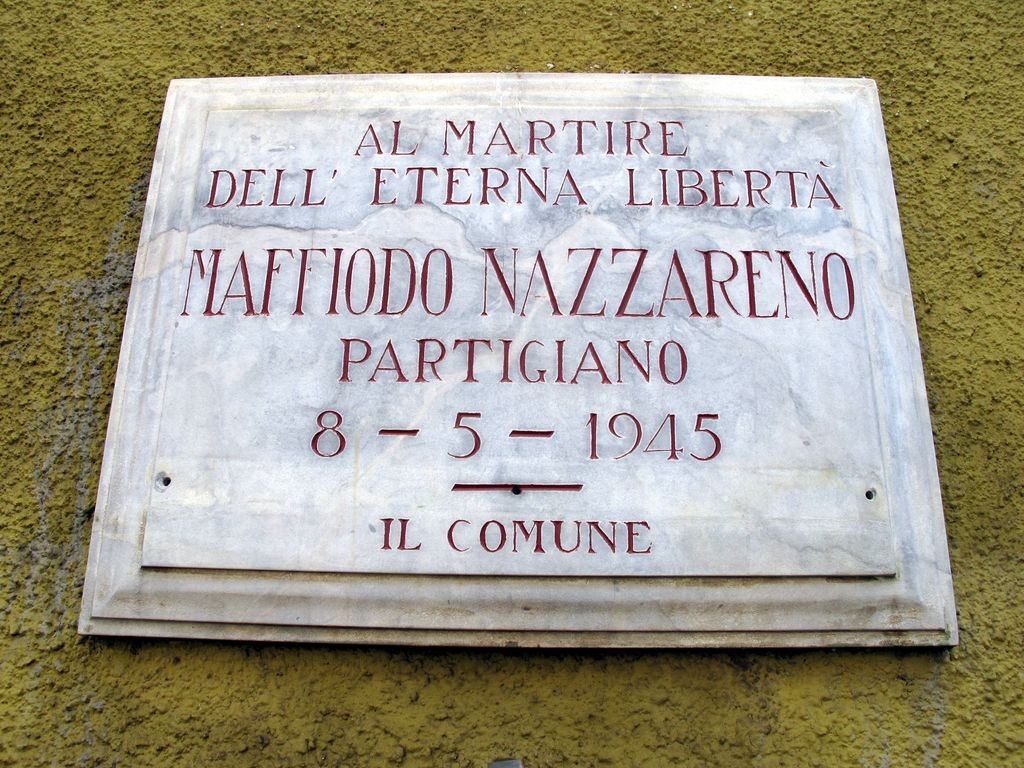 AL MARTIRE
DELL' ETERNA LIBERTÀ
MAFFIODO NAZZARENO
PARTIGIANO
8 - 5 - 1945
IL COMUNE